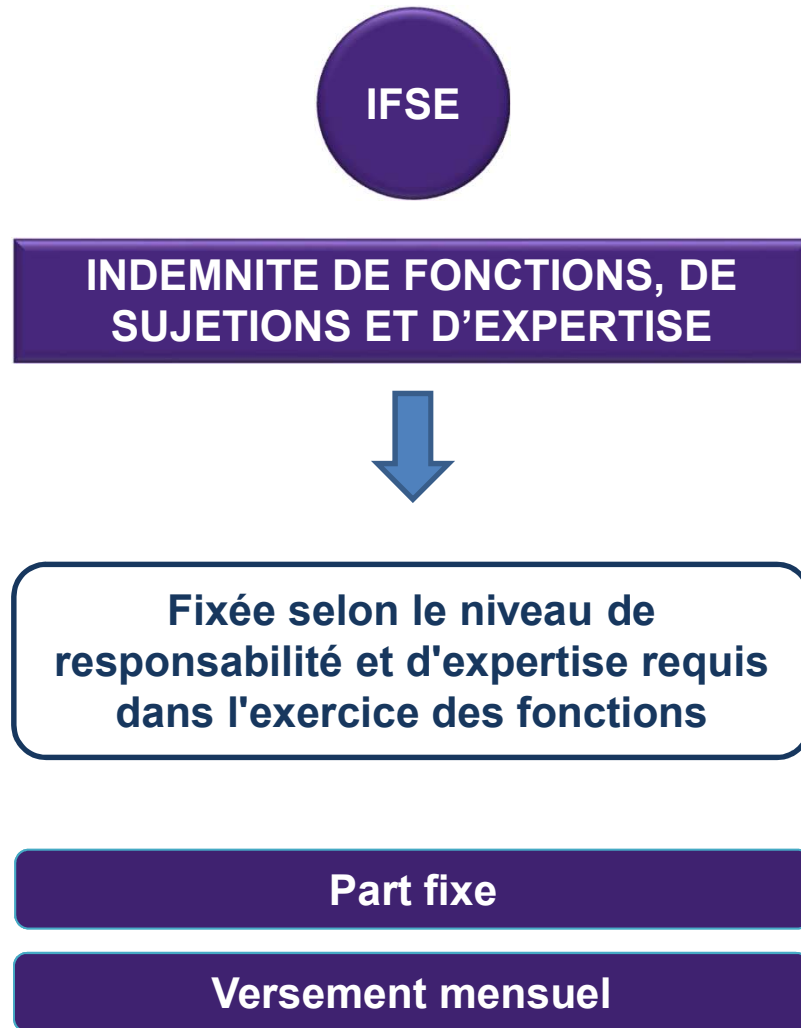 IFSE
INDEMNITE DE FONCTIONS, DE
SUJETIONS ET D’EXPERTISE
Fixée selon le niveau de
responsabilité et d'expertise requis
dans l'exercice des fonctions
Part fixe
Versement mensuel